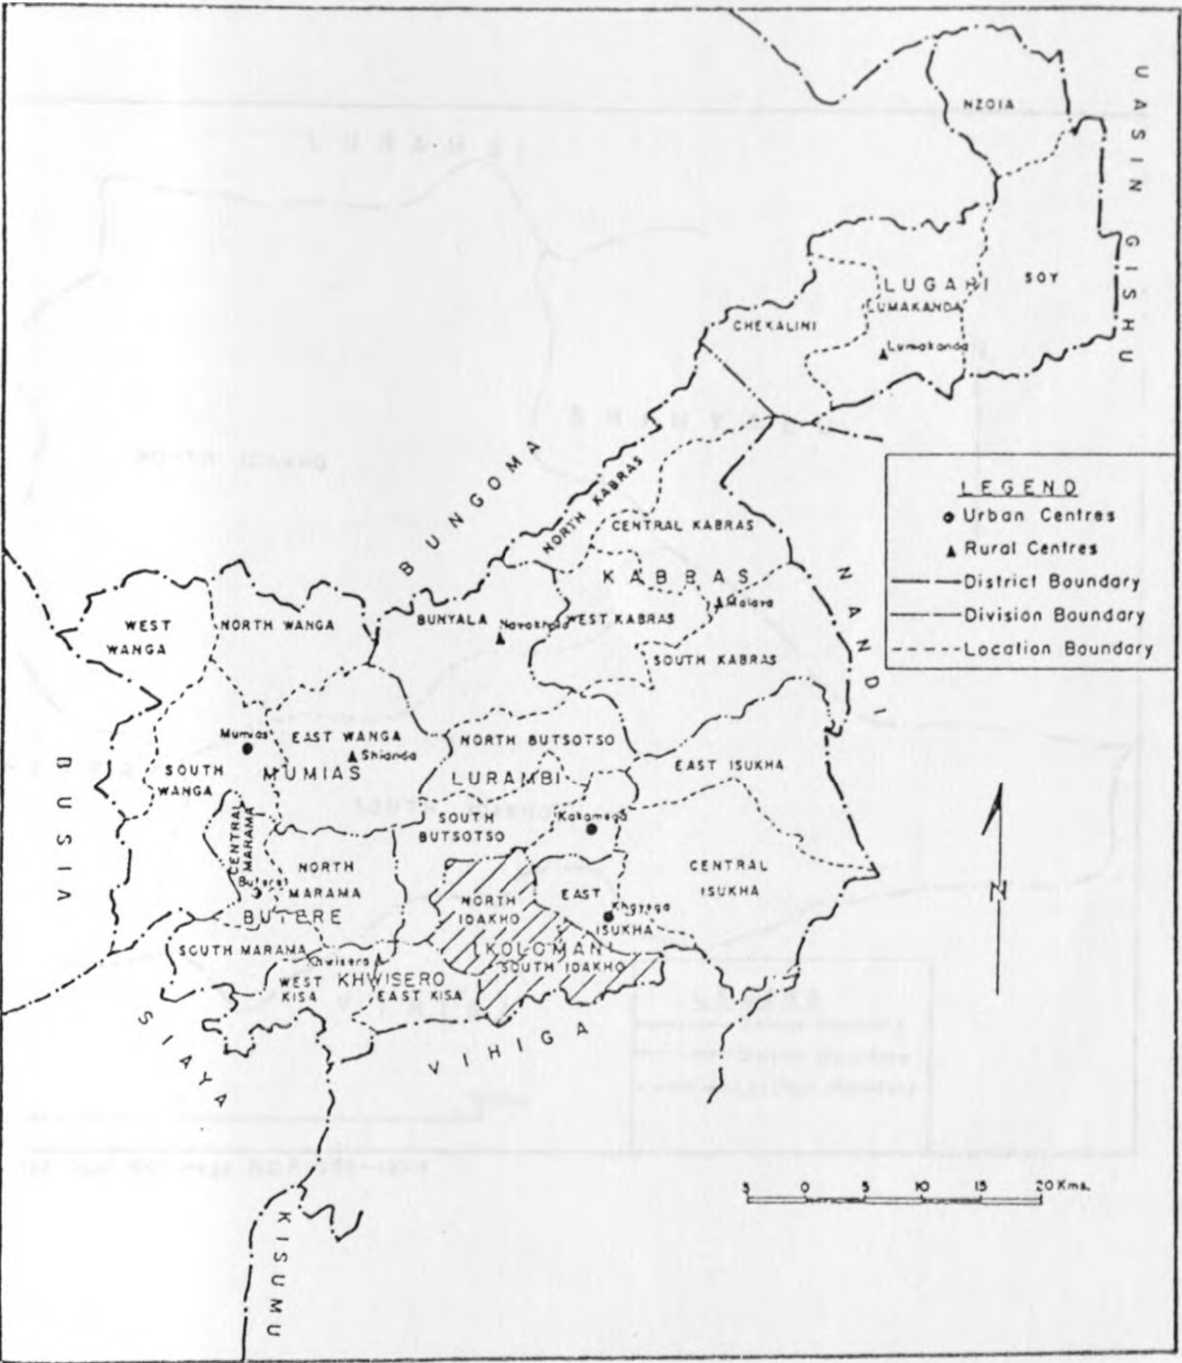 UASIN GISHU
NZOIA
SOY
LUGARI
LUMAKANDA
Lumakanda
CHEKALINI
BUNGOMA
NORTH KABRAS
CENTRAL KABRAS
KABRAS
Malava
WEST KABRAS
SOUTH KABRAS
NANDI
LEGEND
Urban Centres
Rural Centres
District Boundary
Division Boundary
Location Boundary
WEST
WANGA
NORTH WANGA
BUNYALA
Navakholo
Mumias
EAST WANGA
Shianda
MUMIAS
SOUTH
WANGA
NORTH BUTSOTSO
LURAMBI
SOUTH
BUTSOTSO
Kakamega
EAST ISUKHA
CENTRAL
ISUKHA
BUSIA
CENTRAL
MARAMA
NORTH
MARAMA
Butere
BUTERE
NORTH
IDAKHO
EAST
ISUKHA
Khayega
IKOLOMANI
SOUTH IDAKHO
SOUTH MARAMA
Khwisero
KHWISERO
WEST
KISA
EAST KISA
N
SIAYA
VIHIGA
KISUMU
5 0 5 10 15 20 Kms.